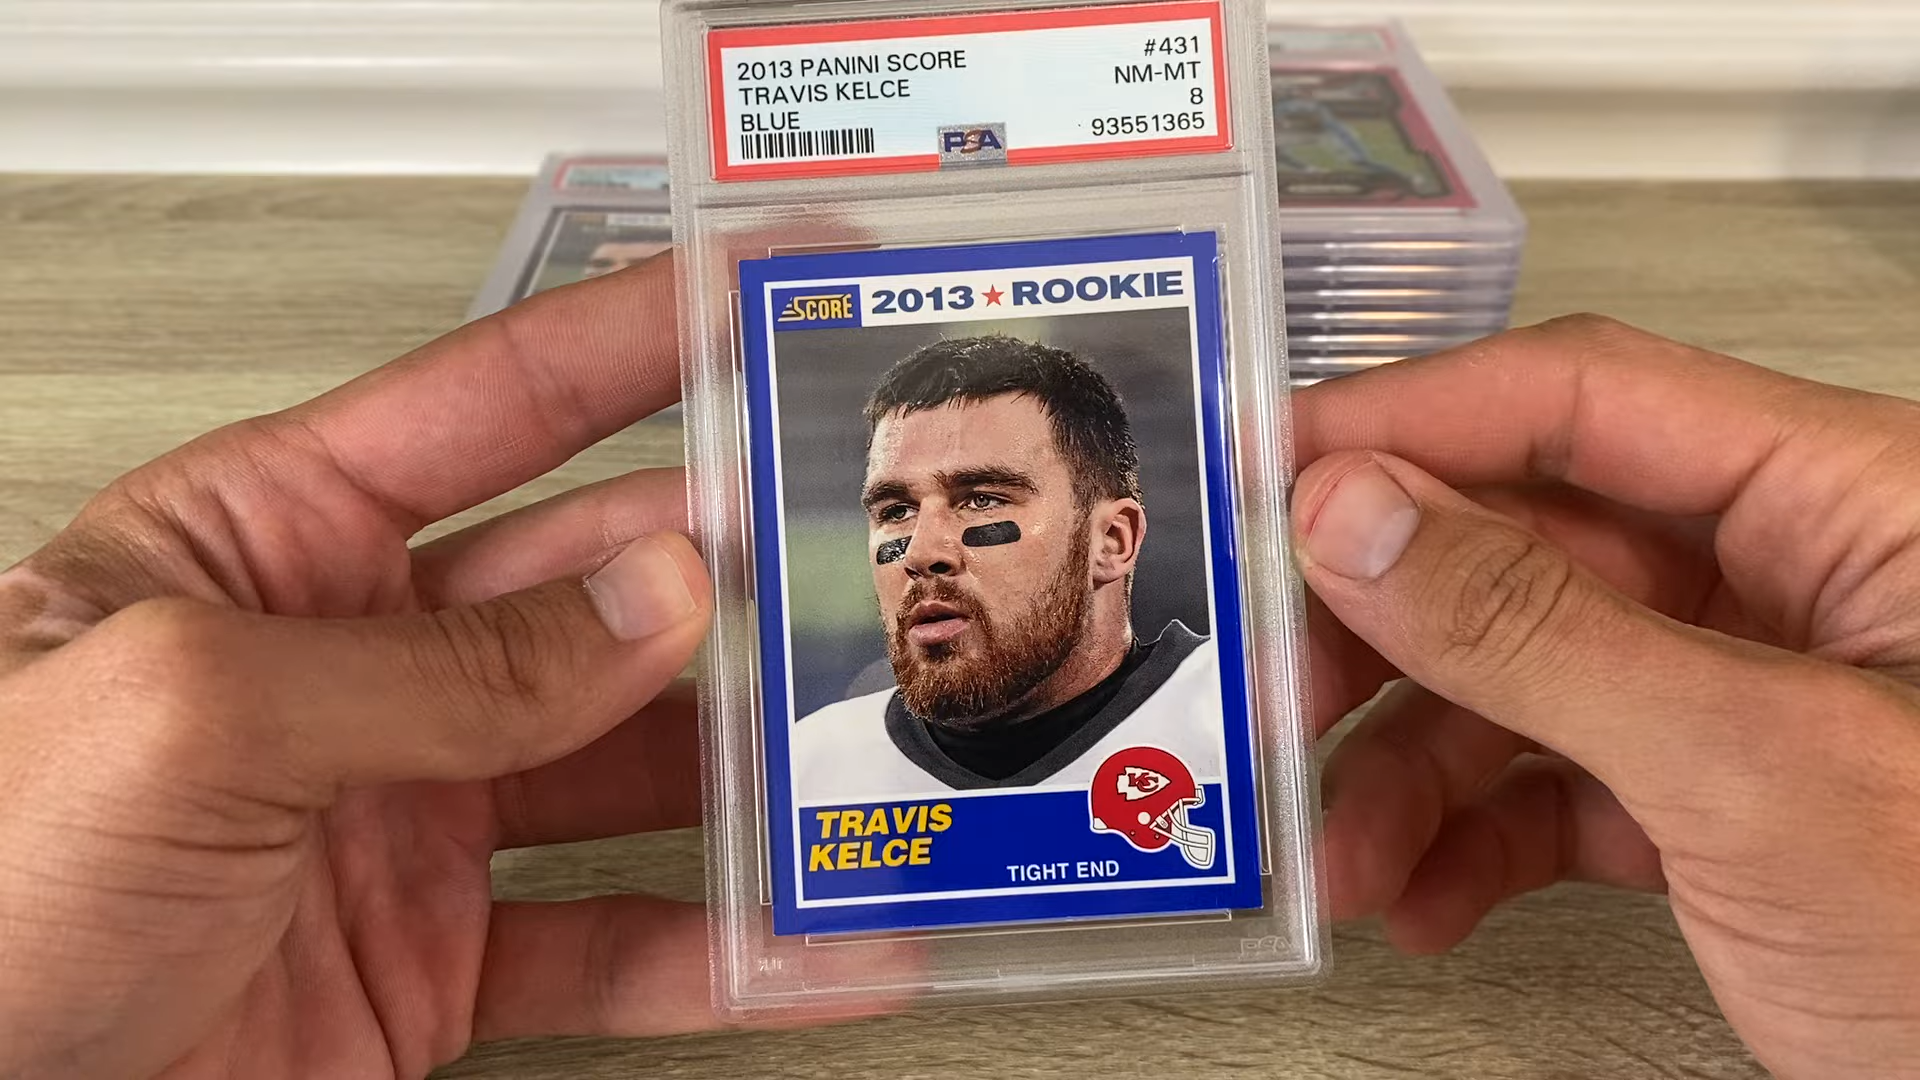 2013 PANINI SCORE
TRAVIS KELCE
BLUE
#431
NM-MT
8
93551365
PSA
SCORE
2013 ★ ROOKIE
KC
TRAVIS
KELCE
TIGHT END
PSA